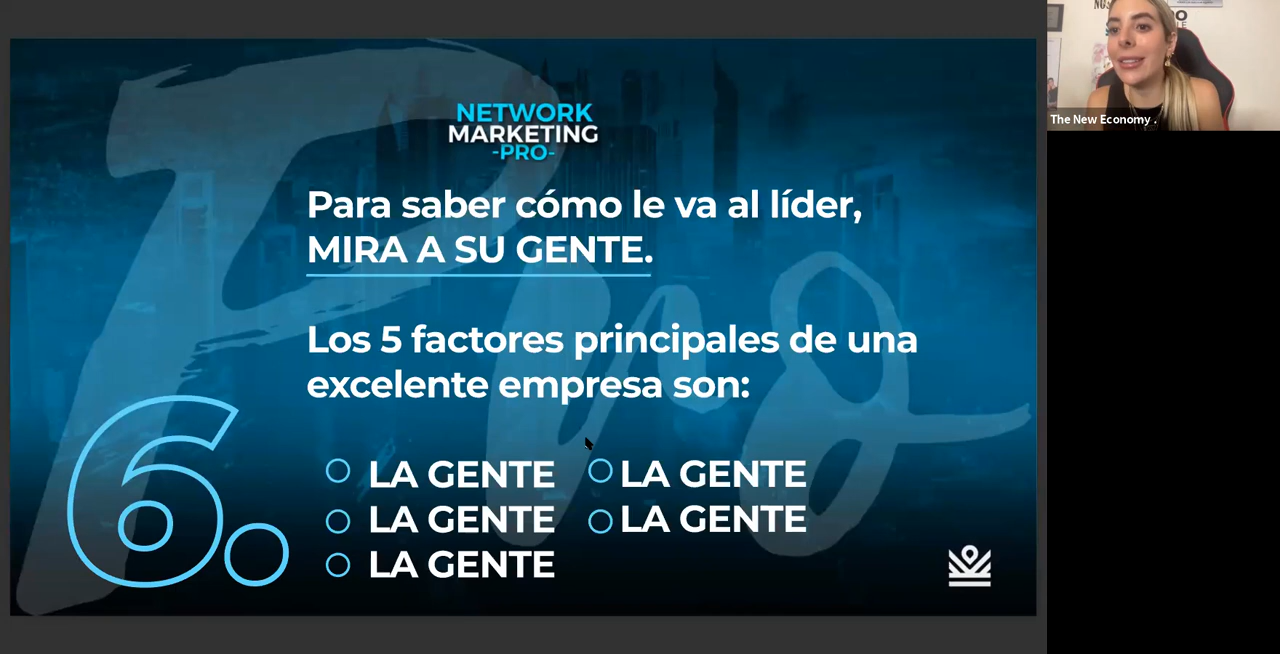 NETWORK
MARKETING
-PRO-
Para saber cómo le va al líder,
MIRA A SU GENTE.
Los 5 factores principales de una
excelente empresa son:
6.
LA GENTE
LA GENTE
LA GENTE
LA GENTE
LA GENTE
Pro
The New Economy .